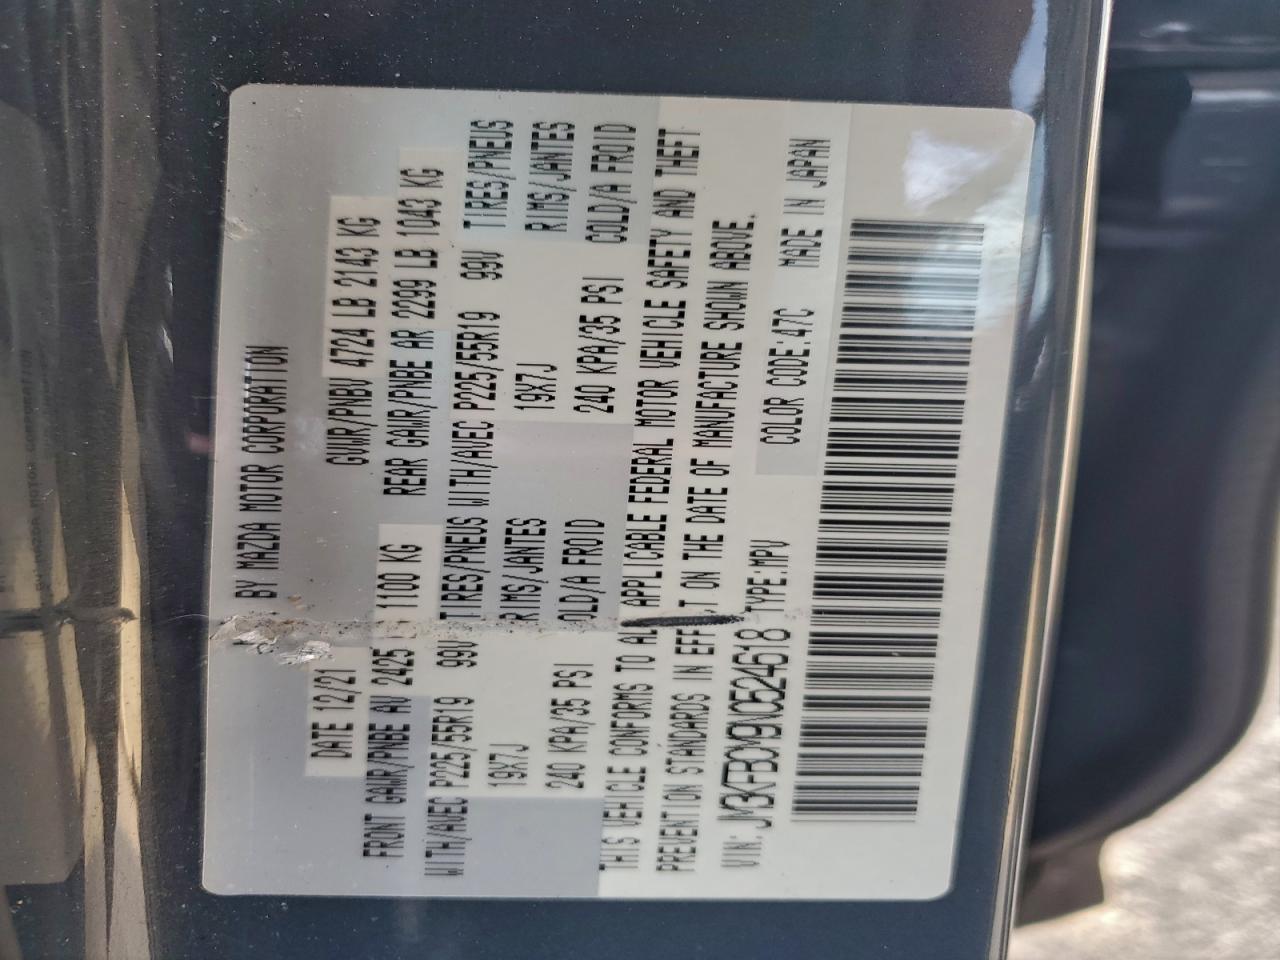 BY MAZDA MOTOR CORPORATION
DATE 12/21 GVWR/PNBV 4724 LB 2143 KG
FRONT GAWR/PNBE AV 2425 1100 KG REAR GAWR/PNBE AR 2299 LB 1043 KG
WITH/AVEC P225/55R19 99V TIRES/PNEUS WITH/AVEC P225/55R19 99V TIRES/PNEUS
19X7J RIMS/JANTES 19X7J RIMS/JANTES
240 KPA/35 PSI COLD/A FROID 240 KPA/35 PSI COLD/A FROID
THIS VEHICLE CONFORMS TO ALL APPLICABLE FEDERAL MOTOR VEHICLE SAFETY AND THEFT
PREVENTION STANDARDS IN EFFECT ON THE DATE OF MANUFACTURE SHOWN ABOVE.
VIN: TYPE:MPV COLOR CODE:47C MADE IN JAPAN